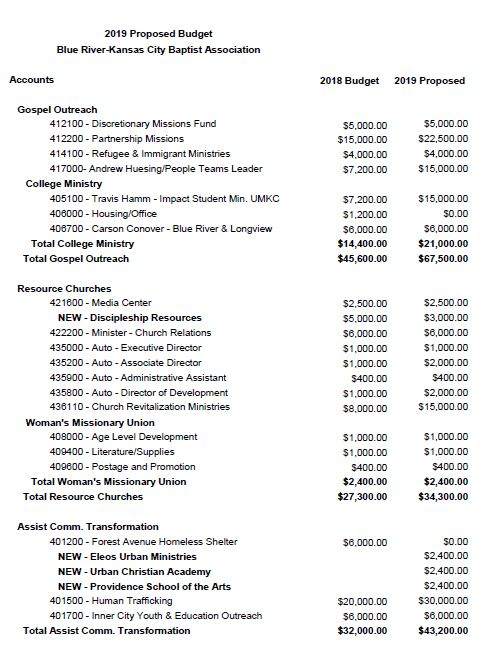 2019 Proposed Budget
Blue River-Kansas City Baptist Association
Accounts 2018 Budget 2019 Proposed
Gospel Outreach
412100 - Discretionary Missions Fund $5,000.00 $5,000.00
412200 - Partnership Missions $15,000.00 $22,500.00
414100 - Refugee & Immigrant Ministries $4,000.00 $4,000.00
417000- Andrew Huesing/People Teams Leader $7,200.00 $15,000.00
College Ministry
405100 - Travis Hamm - Impact Student Min. UMKC $7,200.00 $15,000.00
406000 - Housing/Office $1,200.00 $0.00
406700 - Carson Conover - Blue River & Longview $6,000.00 $6,000.00
Total College Ministry $14,400.00 $21,000.00
Total Gospel Outreach $45,600.00 $67,500.00
Resource Churches
421600 - Media Center $2,500.00 $2,500.00
NEW - Discipleship Resources $5,000.00 $3,000.00
422200 - Minister - Church Relations $6,000.00 $6,000.00
435000 - Auto - Executive Director $1,000.00 $1,000.00
435200 - Auto - Associate Director $1,000.00 $2,000.00
435900 - Auto - Administrative Assistant $400.00 $400.00
435800 - Auto - Director of Development $1,000.00 $2,000.00
436110 - Church Revitalization Ministries $8,000.00 $15,000.00
Woman's Missionary Union
408000 - Age Level Development $1,000.00 $1,000.00
409400 - Literature/Supplies $1,000.00 $1,000.00
409600 - Postage and Promotion $400.00 $400.00
Total Woman's Missionary Union $2,400.00 $2,400.00
Total Resource Churches $27,300.00 $34,300.00
Assist Comm. Transformation
401200 - Forest Avenue Homeless Shelter $6,000.00 $0.00
NEW - Eleos Urban Ministries $2,400.00
NEW - Urban Christian Academy $2,400.00
NEW - Providence School of the Arts $2,400.00
401500 - Human Trafficking $20,000.00 $30,000.00
401700 - Inner City Youth & Education Outreach $6,000.00 $6,000.00
Total Assist Comm. Transformation $32,000.00 $43,200.00